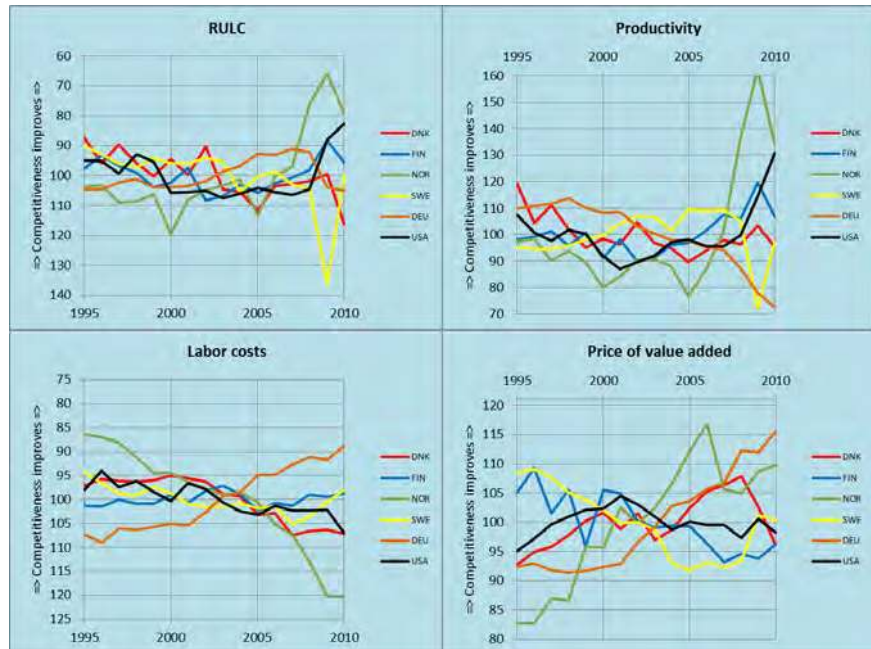 RULC
=> Competitiveness improves =>
60
70
80
90
100
110
120
130
140
1995
2000
2005
2010
DNK
FIN
NOR
SWE
DEU
USA
Productivity
1995
2000
2005
2010
=> Competitiveness improves =>
160
150
140
130
120
110
100
90
80
70
DNK
FIN
NOR
SWE
DEU
USA
Labor costs
1995
2000
2005
2010
=> Competitiveness improves =>
75
80
85
90
95
100
105
110
115
120
125
DNK
FIN
NOR
SWE
DEU
USA
Price of value added
1995
2000
2005
2010
=> Competitiveness improves =>
120
115
110
105
100
95
90
85
80
DNK
FIN
NOR
SWE
DEU
USA